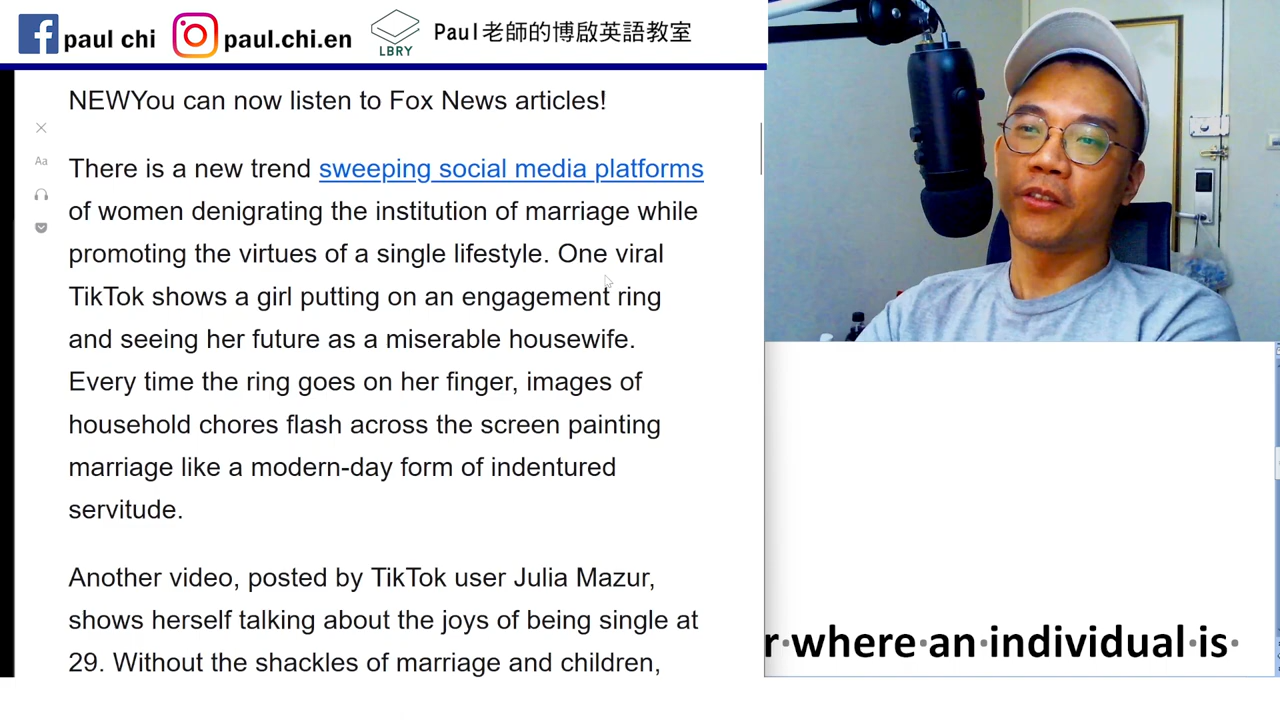 paul chi
paul.chi.en
LBRY
Paul老師的博啟英語教室
NEWYou can now listen to Fox News articles!
Aa
There is a new trend sweeping social media platforms
of women denigrating the institution of marriage while
promoting the virtues of a single lifestyle. One viral
TikTok shows a girl putting on an engagement ring
and seeing her future as a miserable housewife.
Every time the ring goes on her finger, images of
household chores flash across the screen painting
marriage like a modern-day form of indentured
servitude.
Another video, posted by TikTok user Julia Mazur,
shows herself talking about the joys of being single at
29. Without the shackles of marriage and children,
r·where·an·individual·is·